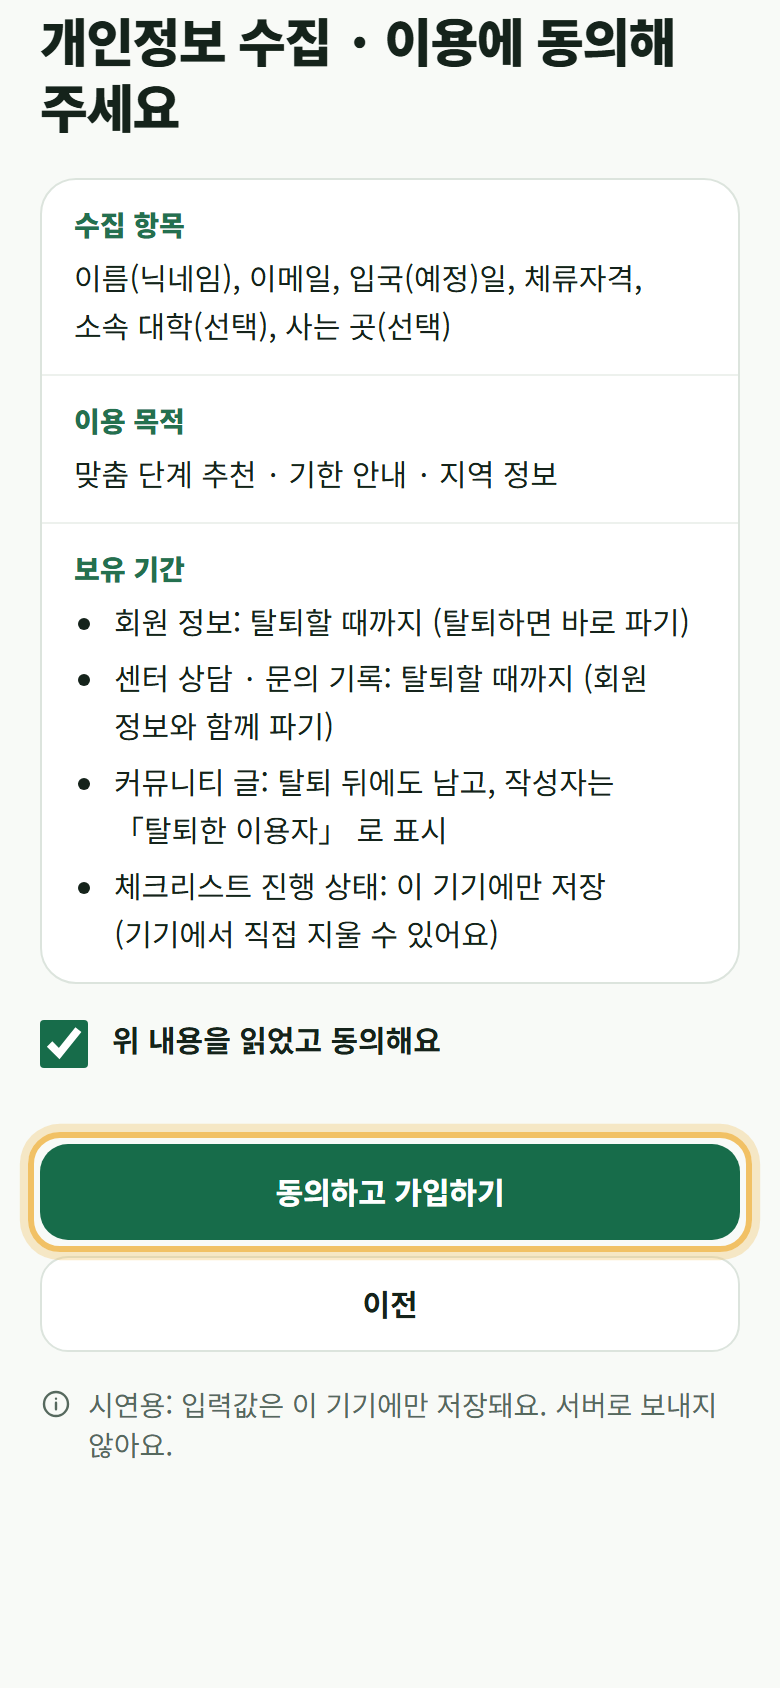 개인정보 수집 · 이용에 동의해
주세요
수집 항목
이름(닉네임), 이메일, 입국(예정)일, 체류자격,
소속 대학(선택), 사는 곳(선택)
이용 목적
맞춤 단계 추천 · 기한 안내 · 지역 정보
보유 기간
● 회원 정보: 탈퇴할 때까지 (탈퇴하면 바로 파기)
● 센터 상담 · 문의 기록: 탈퇴할 때까지 (회원
정보와 함께 파기)
● 커뮤니티 글: 탈퇴 뒤에도 남고, 작성자는
「탈퇴한 이용자」 로 표시
● 체크리스트 진행 상태: 이 기기에만 저장
(기기에서 직접 지울 수 있어요)
위 내용을 읽었고 동의해요
동의하고 가입하기
이전
시연용: 입력값은 이 기기에만 저장돼요. 서버로 보내지
않아요.